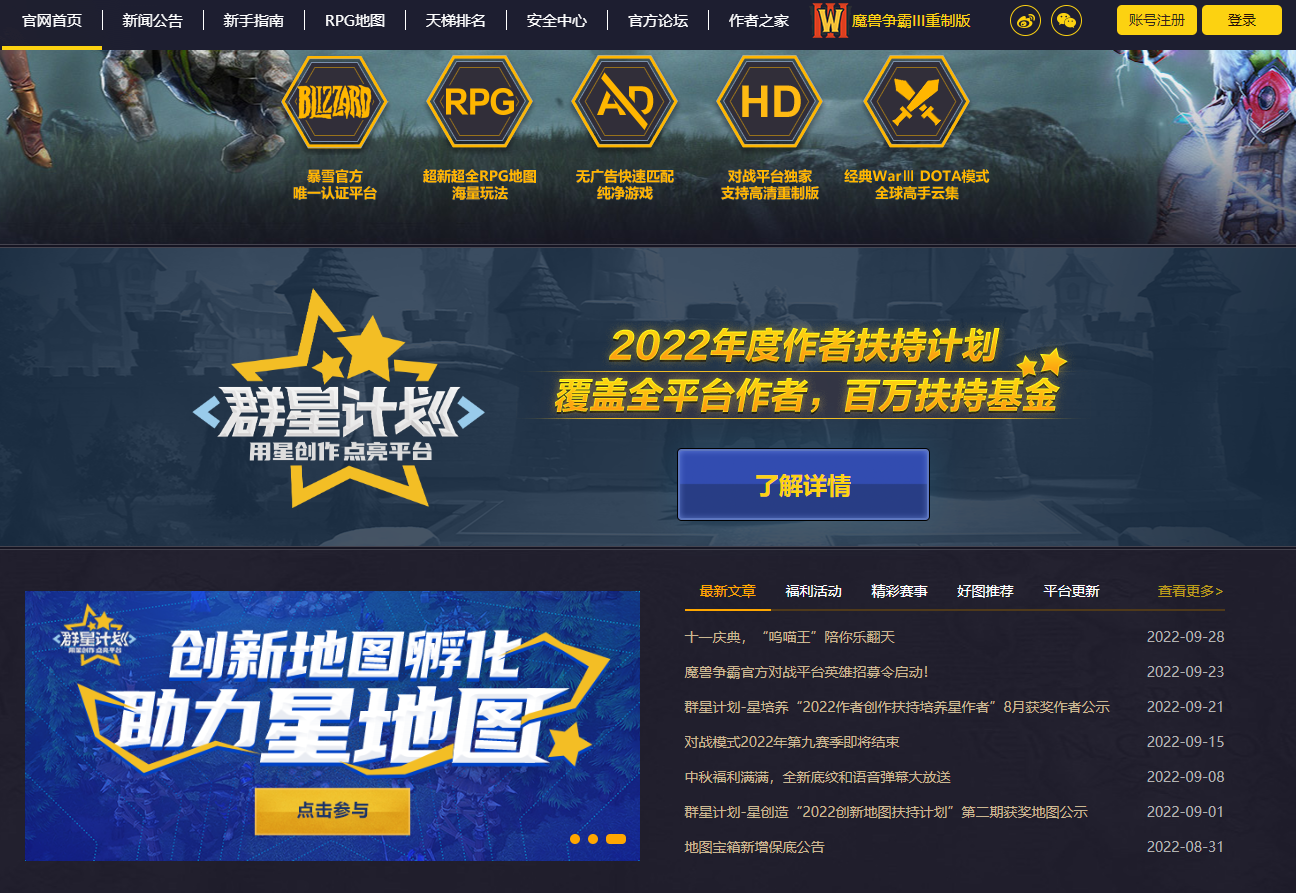 官网首页 新闻公告 新手指南 RPG地图 天梯排名 安全中心 官方论坛 作者之家 魔兽争霸III重制版 账号注册 登录
BLIZZARD RPG AD HD
暴雪官方 超新超全RPG地图 无广告快速匹配 对战平台独家 经典WarⅢ DOTA模式
唯一认证平台 海量玩法 纯净游戏 支持高清重制版 全球高手云集
群星计划
用星创作 点亮平台
2022年度作者扶持计划
覆盖全平台作者，百万扶持基金
了解详情
群星计划
用星创作 点亮平台
创新地图孵化
助力星地图
点击参与
最新文章 福利活动 精彩赛事 好图推荐 平台更新 查看更多>
十一庆典，“呜喵王”陪你乐翻天 2022-09-28
魔兽争霸官方对战平台英雄招募令启动！ 2022-09-23
群星计划-星培养“2022作者创作扶持培养星作者”8月获奖作者公示 2022-09-21
对战模式2022年第九赛季即将结束 2022-09-15
中秋福利满满，全新底纹和语音弹幕大放送 2022-09-08
群星计划-星创造“2022创新地图扶持计划”第二期获奖地图公示 2022-09-01
地图宝箱新增保底公告 2022-08-31